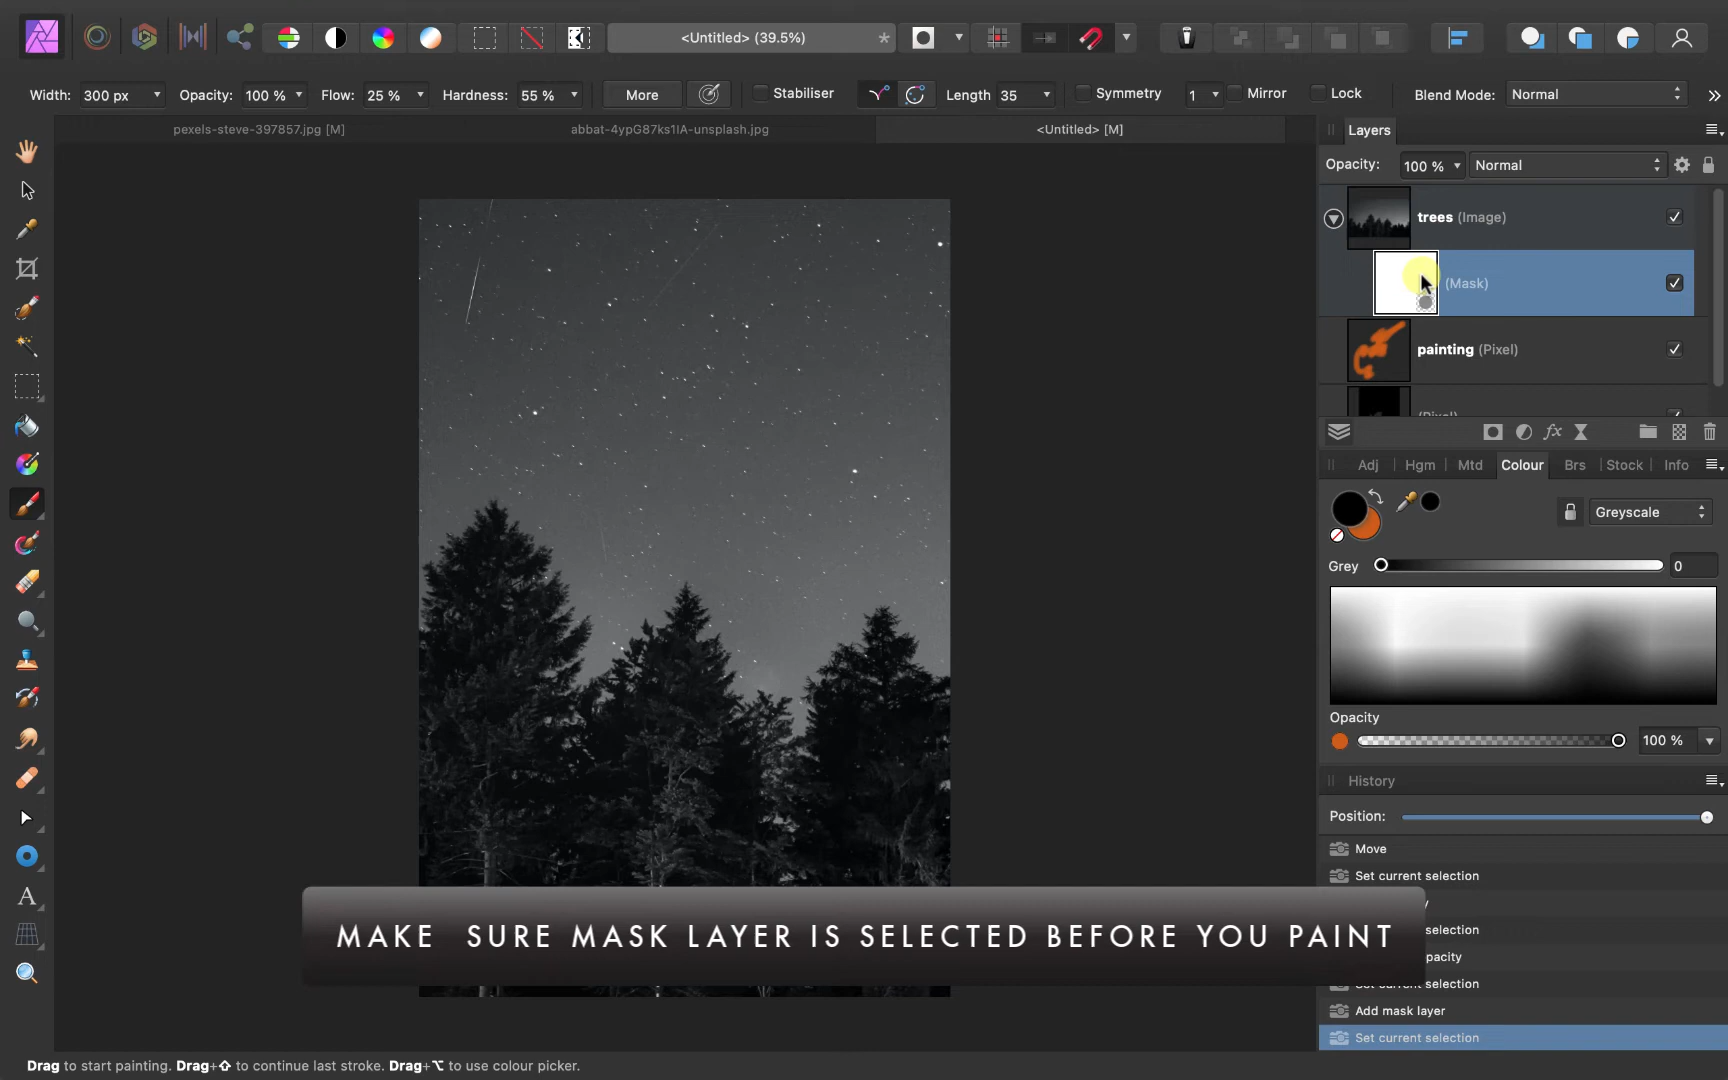 <Untitled> (39.5%)
*
Width: 300 px Opacity: 100 % Flow: 25 % Hardness: 55 % More Stabiliser Length 35 Symmetry 1 Mirror Lock Blend Mode: Normal
pexels-steve-397857.jpg [M] abbat-4ypG87ks1IA-unsplash.jpg <Untitled> [M]
Layers
Opacity: 100 % Normal
trees (Image)
(Mask)
painting (Pixel)
(Pixel)
fx
Adj Hgm Mtd Colour Brs Stock Info
Greyscale
Grey 0
Opacity
100 %
History
Position:
Move
Set current selection
MAKE SURE MASK LAYER IS SELECTED BEFORE YOU PAINT
selection
pacity
Set current selection
Add mask layer
Set current selection
Drag to start painting. Drag+⇧ to continue last stroke. Drag+⌥ to use colour picker.